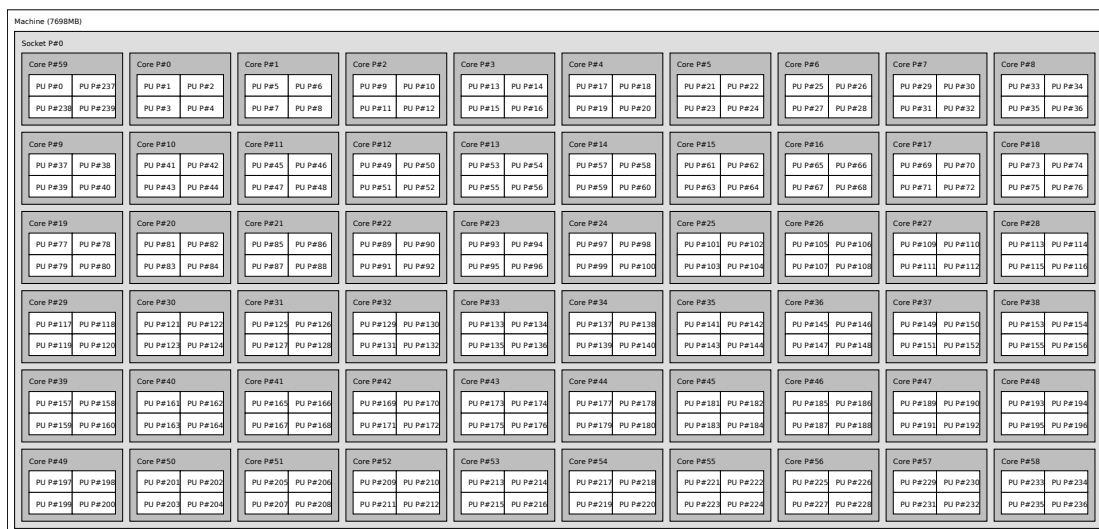 Machine (7698MB)
Socket P#0
Core P#59 Core P#0 Core P#1 Core P#2 Core P#3 Core P#4 Core P#5 Core P#6 Core P#7 Core P#8
PU P#0 PU P#237 PU P#1 PU P#2 PU P#5 PU P#6 PU P#9 PU P#10 PU P#13 PU P#14 PU P#17 PU P#18 PU P#21 PU P#22 PU P#25 PU P#26 PU P#29 PU P#30 PU P#33 PU P#34
PU P#238 PU P#239 PU P#3 PU P#4 PU P#7 PU P#8 PU P#11 PU P#12 PU P#15 PU P#16 PU P#19 PU P#20 PU P#23 PU P#24 PU P#27 PU P#28 PU P#31 PU P#32 PU P#35 PU P#36
Core P#9 Core P#10 Core P#11 Core P#12 Core P#13 Core P#14 Core P#15 Core P#16 Core P#17 Core P#18
PU P#37 PU P#38 PU P#41 PU P#42 PU P#45 PU P#46 PU P#49 PU P#50 PU P#53 PU P#54 PU P#57 PU P#58 PU P#61 PU P#62 PU P#65 PU P#66 PU P#69 PU P#70 PU P#73 PU P#74
PU P#39 PU P#40 PU P#43 PU P#44 PU P#47 PU P#48 PU P#51 PU P#52 PU P#55 PU P#56 PU P#59 PU P#60 PU P#63 PU P#64 PU P#67 PU P#68 PU P#71 PU P#72 PU P#75 PU P#76
Core P#19 Core P#20 Core P#21 Core P#22 Core P#23 Core P#24 Core P#25 Core P#26 Core P#27 Core P#28
PU P#77 PU P#78 PU P#81 PU P#82 PU P#85 PU P#86 PU P#89 PU P#90 PU P#93 PU P#94 PU P#97 PU P#98 PU P#101 PU P#102 PU P#105 PU P#106 PU P#109 PU P#110 PU P#113 PU P#114
PU P#79 PU P#80 PU P#83 PU P#84 PU P#87 PU P#88 PU P#91 PU P#92 PU P#95 PU P#96 PU P#99 PU P#100 PU P#103 PU P#104 PU P#107 PU P#108 PU P#111 PU P#112 PU P#115 PU P#116
Core P#29 Core P#30 Core P#31 Core P#32 Core P#33 Core P#34 Core P#35 Core P#36 Core P#37 Core P#38
PU P#117 PU P#118 PU P#121 PU P#122 PU P#125 PU P#126 PU P#129 PU P#130 PU P#133 PU P#134 PU P#137 PU P#138 PU P#141 PU P#142 PU P#145 PU P#146 PU P#149 PU P#150 PU P#153 PU P#154
PU P#119 PU P#120 PU P#123 PU P#124 PU P#127 PU P#128 PU P#131 PU P#132 PU P#135 PU P#136 PU P#139 PU P#140 PU P#143 PU P#144 PU P#147 PU P#148 PU P#151 PU P#152 PU P#155 PU P#156
Core P#39 Core P#40 Core P#41 Core P#42 Core P#43 Core P#44 Core P#45 Core P#46 Core P#47 Core P#48
PU P#157 PU P#158 PU P#161 PU P#162 PU P#165 PU P#166 PU P#169 PU P#170 PU P#173 PU P#174 PU P#177 PU P#178 PU P#181 PU P#182 PU P#185 PU P#186 PU P#189 PU P#190 PU P#193 PU P#194
PU P#159 PU P#160 PU P#163 PU P#164 PU P#167 PU P#168 PU P#171 PU P#172 PU P#175 PU P#176 PU P#179 PU P#180 PU P#183 PU P#184 PU P#187 PU P#188 PU P#191 PU P#192 PU P#195 PU P#196
Core P#49 Core P#50 Core P#51 Core P#52 Core P#53 Core P#54 Core P#55 Core P#56 Core P#57 Core P#58
PU P#197 PU P#198 PU P#201 PU P#202 PU P#205 PU P#206 PU P#209 PU P#210 PU P#213 PU P#214 PU P#217 PU P#218 PU P#221 PU P#222 PU P#225 PU P#226 PU P#229 PU P#230 PU P#233 PU P#234
PU P#199 PU P#200 PU P#203 PU P#204 PU P#207 PU P#208 PU P#211 PU P#212 PU P#215 PU P#216 PU P#219 PU P#220 PU P#223 PU P#224 PU P#227 PU P#228 PU P#231 PU P#232 PU P#235 PU P#236